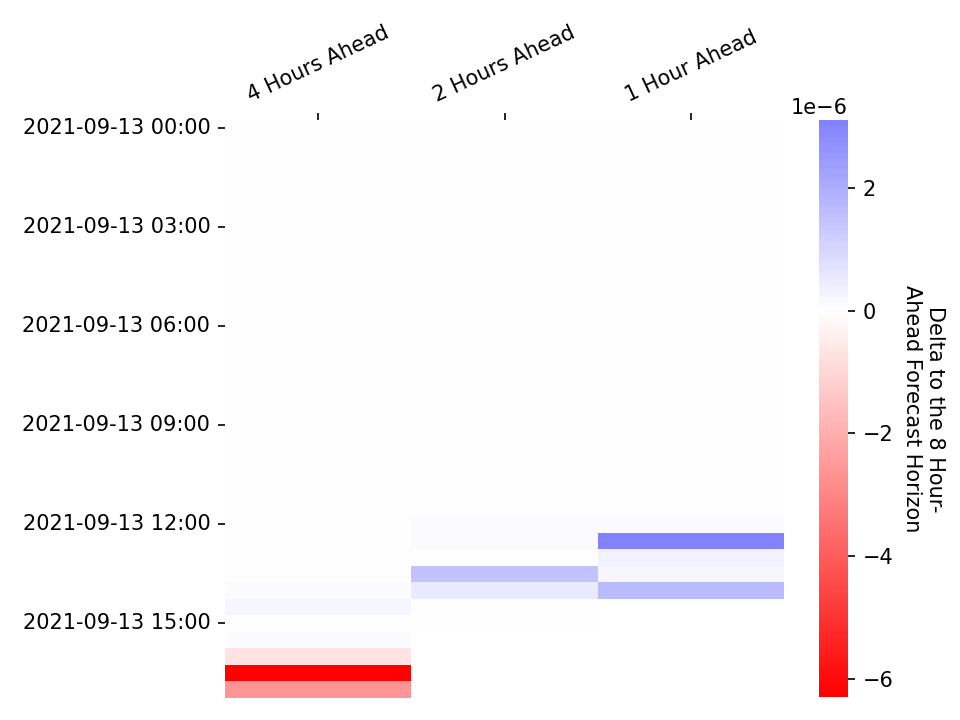 4 Hours Ahead
2 Hours Ahead
1 Hour Ahead
1e−6
2021-09-13 00:00
2021-09-13 03:00
2021-09-13 06:00
2021-09-13 09:00
2021-09-13 12:00
2021-09-13 15:00
2
0
−2
−4
−6
Delta to the 8 Hour-
Ahead Forecast Horizon